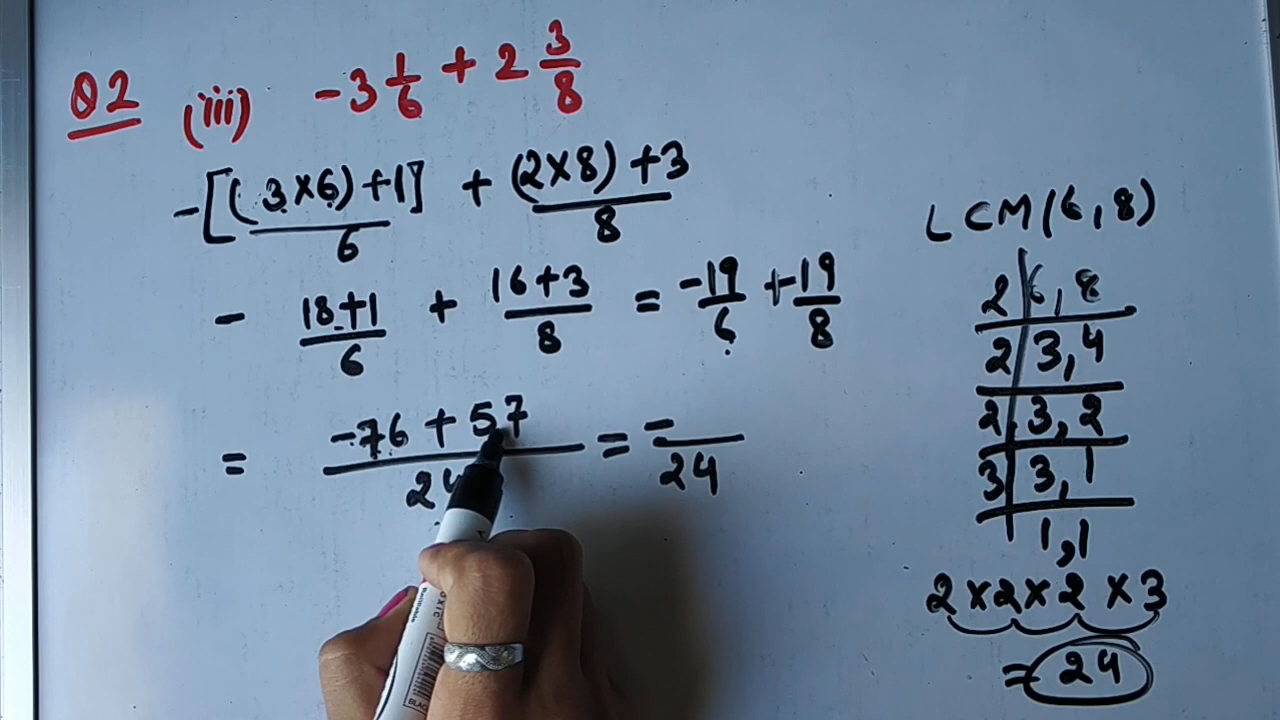 Q2 (iii) -3 1/6 + 2 3/8
-[(3×6)+1]/6 + (2×8)+3/8
- 18+1/6 + 16+3/8 = -19/6 + 19/8
= -76 + 57/24 = -/24
LCM(6,8)
2 6, 8
2 3, 4
2 3, 2
3 3, 1
1, 1
2×2×2×3
= 24